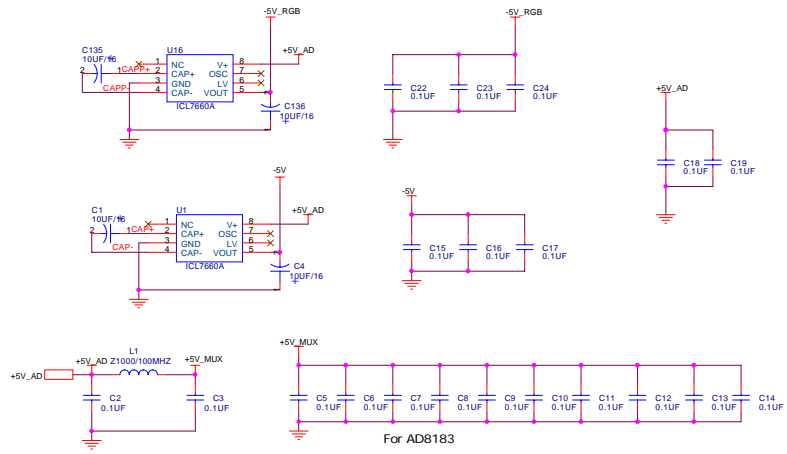 -5V_RGB
C135
10UF/16
U16
+5V_AD
2
1
CAPP+
CAPP-
1
2
3
4
NC
CAP+
GND
CAP-
V+
OSC
LV
VOUT
8
7
6
5
ICL7660A
C136
10UF/16
-5V_RGB
C22
0.1UF
C23
0.1UF
C24
0.1UF
+5V_AD
C18
0.1UF
C19
0.1UF
-5V
C1
10UF/16
U1
+5V_AD
2
1
CAP+
CAP-
1
2
3
4
NC
CAP+
GND
CAP-
V+
OSC
LV
VOUT
8
7
6
5
ICL7660A
2
C4
10UF/16
1
-5V
C15
0.1UF
C16
0.1UF
C17
0.1UF
+5V_AD
+5V_AD
L1
Z1000/100MHZ
+5V_MUX
C2
0.1UF
C3
0.1UF
+5V_MUX
C5
0.1UF
C6
0.1UF
C7
0.1UF
C8
0.1UF
C9
0.1UF
C10
0.1UF
C11
0.1UF
C12
0.1UF
C13
0.1UF
C14
0.1UF
For AD8183